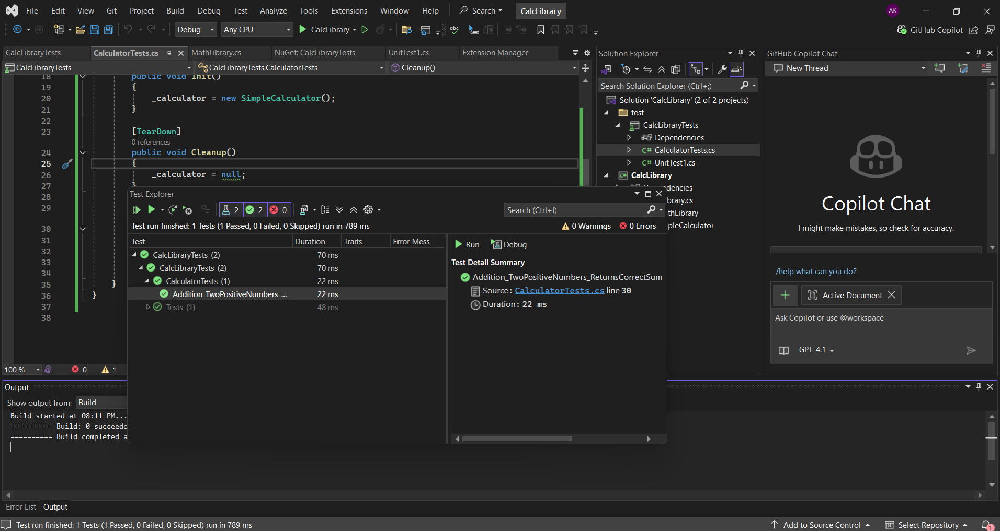 File Edit View Git Project Build Debug Test Analyze Tools Extensions Window Help Search CalcLibrary AK
Debug Any CPU CalcLibrary abc GitHub Copilot
CalcLibraryTests CalculatorTests.cs MathLibrary.cs NuGet: CalcLibraryTests UnitTest1.cs Extension Manager
CalcLibraryTests CalcLibraryTests.CalculatorTests Cleanup()
18 public void Init()
19 {
20 _calculator = new SimpleCalculator();
21 }
22
23 [TearDown]
0 references
24 public void Cleanup()
25 {
26 _calculator = null;
27 }
28
29
30
31
32
33
34
35 }
36 }
37
38
100 % 0 1
Solution Explorer
Search Solution Explorer (Ctrl+;)
Solution 'CalcLibrary' (2 of 2 projects)
test
CalcLibraryTests
Dependencies
C# CalculatorTests.cs
C# UnitTest1.cs
C# CalcLibrary
dencies
brary.cs
thLibrary
pleCalculator
GitHub Copilot Chat
New Thread
Copilot Chat
I might make mistakes, so check for accuracy.
/help what can you do?
Active Document
Ask Copilot or use @workspace
GPT-4.1
Test Explorer
2 2 0 Search (Ctrl+I)
Test run finished: 1 Tests (1 Passed, 0 Failed, 0 Skipped) run in 789 ms 0 Warnings 0 Errors
Test Duration Traits Error Mess
CalcLibraryTests (2) 70 ms
CalcLibraryTests (2) 70 ms
CalculatorTests (1) 22 ms
Addition_TwoPositiveNumbers_... 22 ms
Tests (1) 48 ms
Run Debug
Test Detail Summary
Addition_TwoPositiveNumbers_ReturnsCorrectSum
Source: CalculatorTests.cs line 30
Duration: 22 ms
Output
Show output from: Build
Build started at 08:11 PM...
========== Build: 0 succeede
========== Build completed a
Error List Output
Test run finished: 1 Tests (1 Passed, 0 Failed, 0 Skipped) run in 789 ms Add to Source Control Select Repository 1